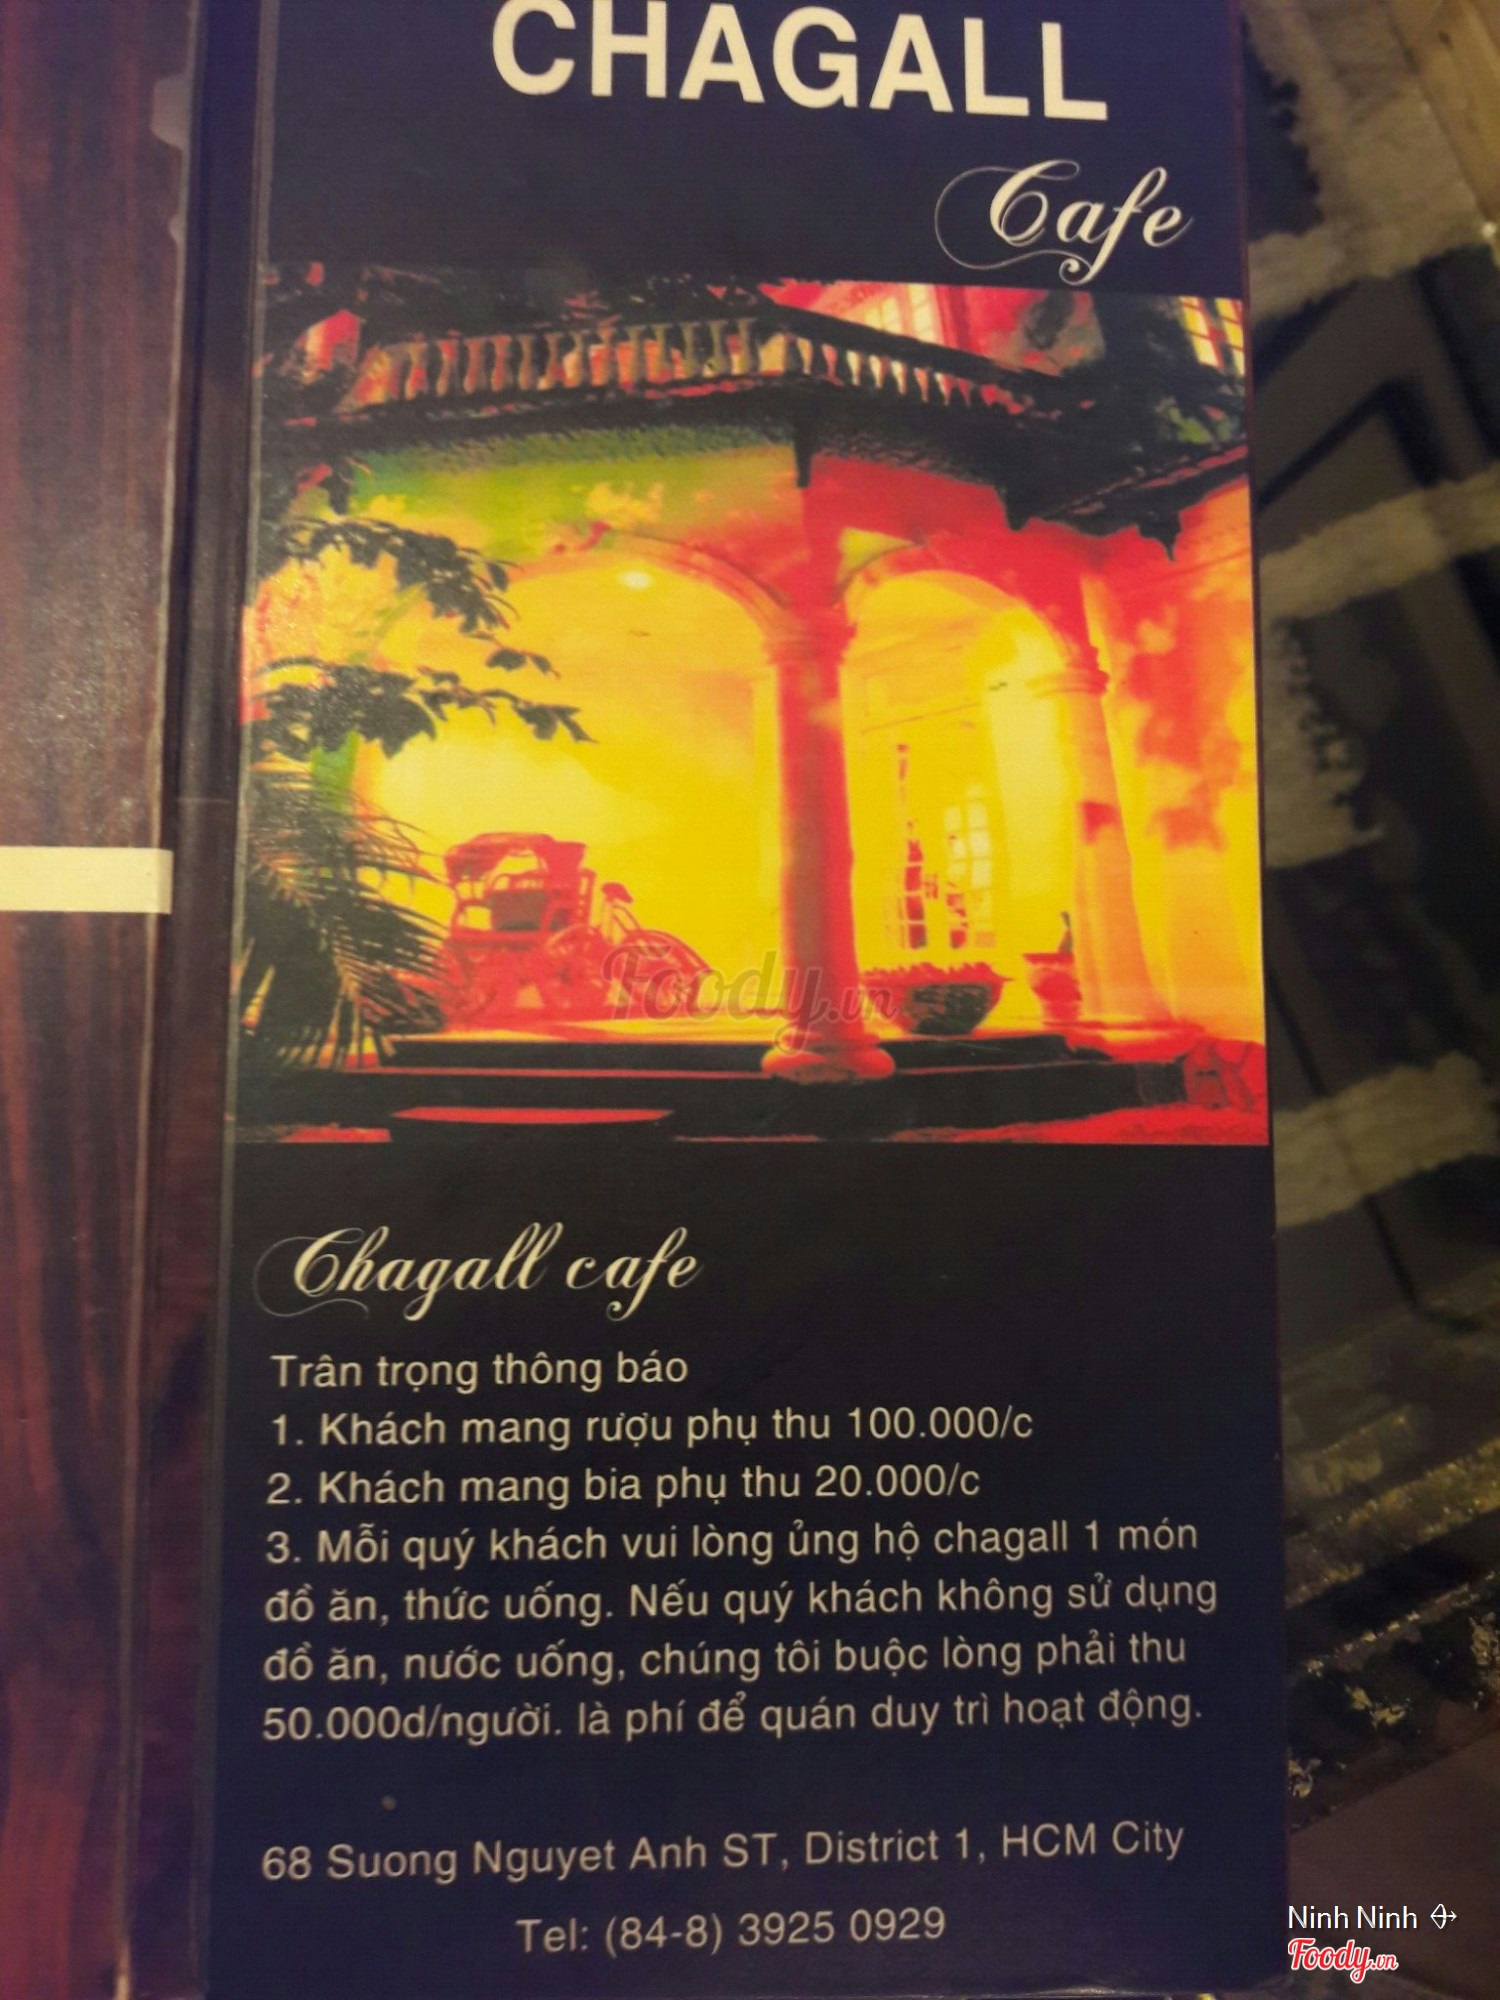 CHAGALL
Cafe
Foody.vn
Chagall cafe
Trân trọng thông báo
1. Khách mang rượu phụ thu 100.000/c
2. Khách mang bia phụ thu 20.000/c
3. Mỗi quý khách vui lòng ủng hộ chagall 1 món
đồ ăn, thức uống. Nếu quý khách không sử dụng
đồ ăn, nước uống, chúng tôi buộc lòng phải thu
50.000d/người. là phí để quán duy trì hoạt động.
68 Suong Nguyet Anh ST, District 1, HCM City
Tel: (84-8) 3925 0929
Ninh Ninh
Foody.vn